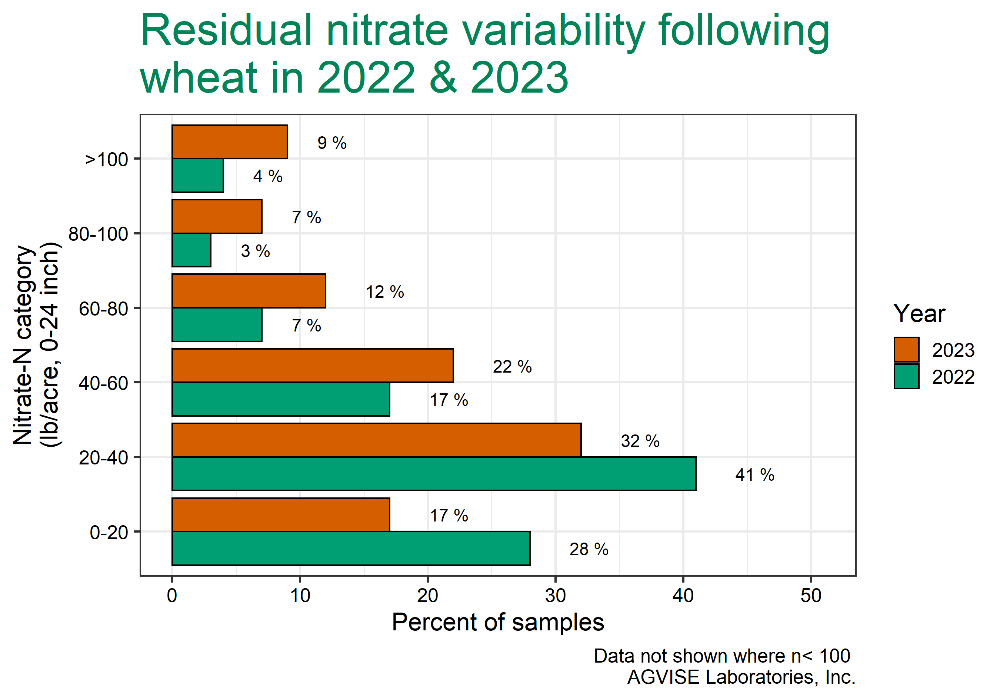 Residual nitrate variability following
wheat in 2022 & 2023
Nitrate-N category
(lb/acre, 0-24 inch)
>100
9 %
4 %
80-100
7 %
3 %
60-80
12 %
7 %
40-60
22 %
17 %
20-40
32 %
41 %
0-20
17 %
28 %
0 10 20 30 40 50
Percent of samples
Year
2023
2022
Data not shown where n< 100
AGVISE Laboratories, Inc.